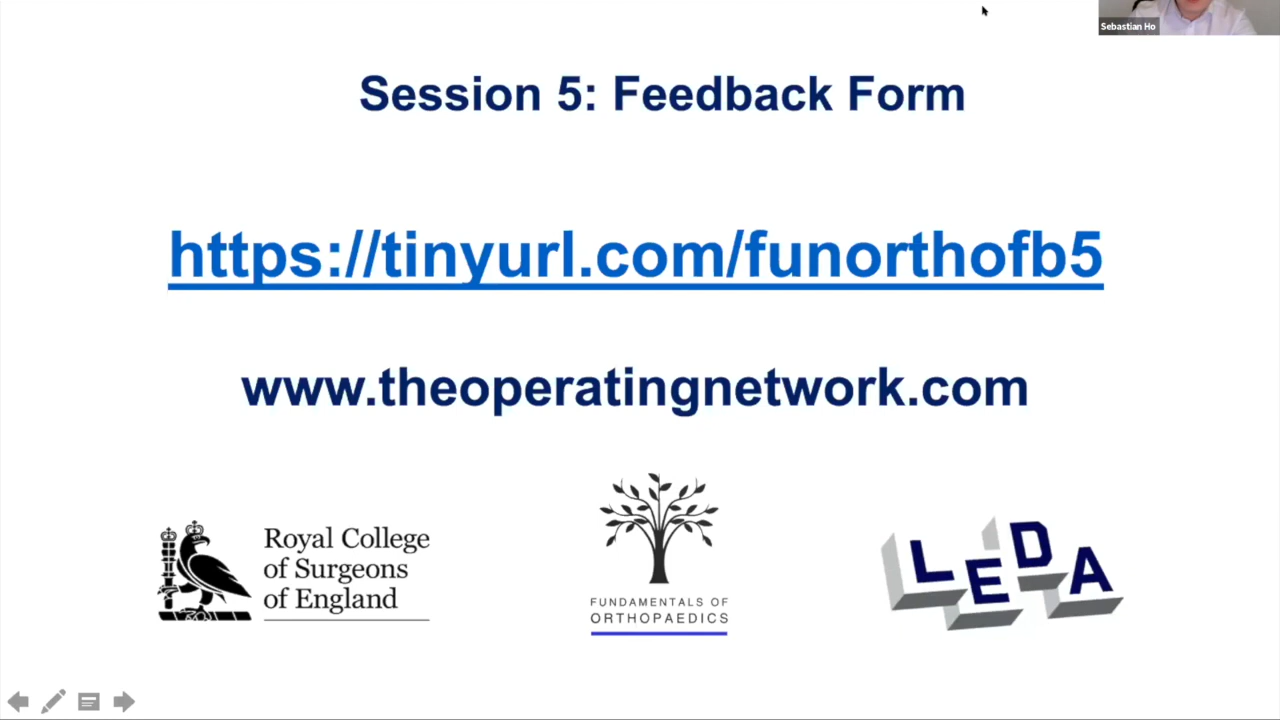 Sebastian Ho
Session 5: Feedback Form
https://tinyurl.com/funorthofb5
www.theoperatingnetwork.com
Royal College
of Surgeons
of England
FUNDAMENTALS OF
ORTHOPAEDICS
LEDA